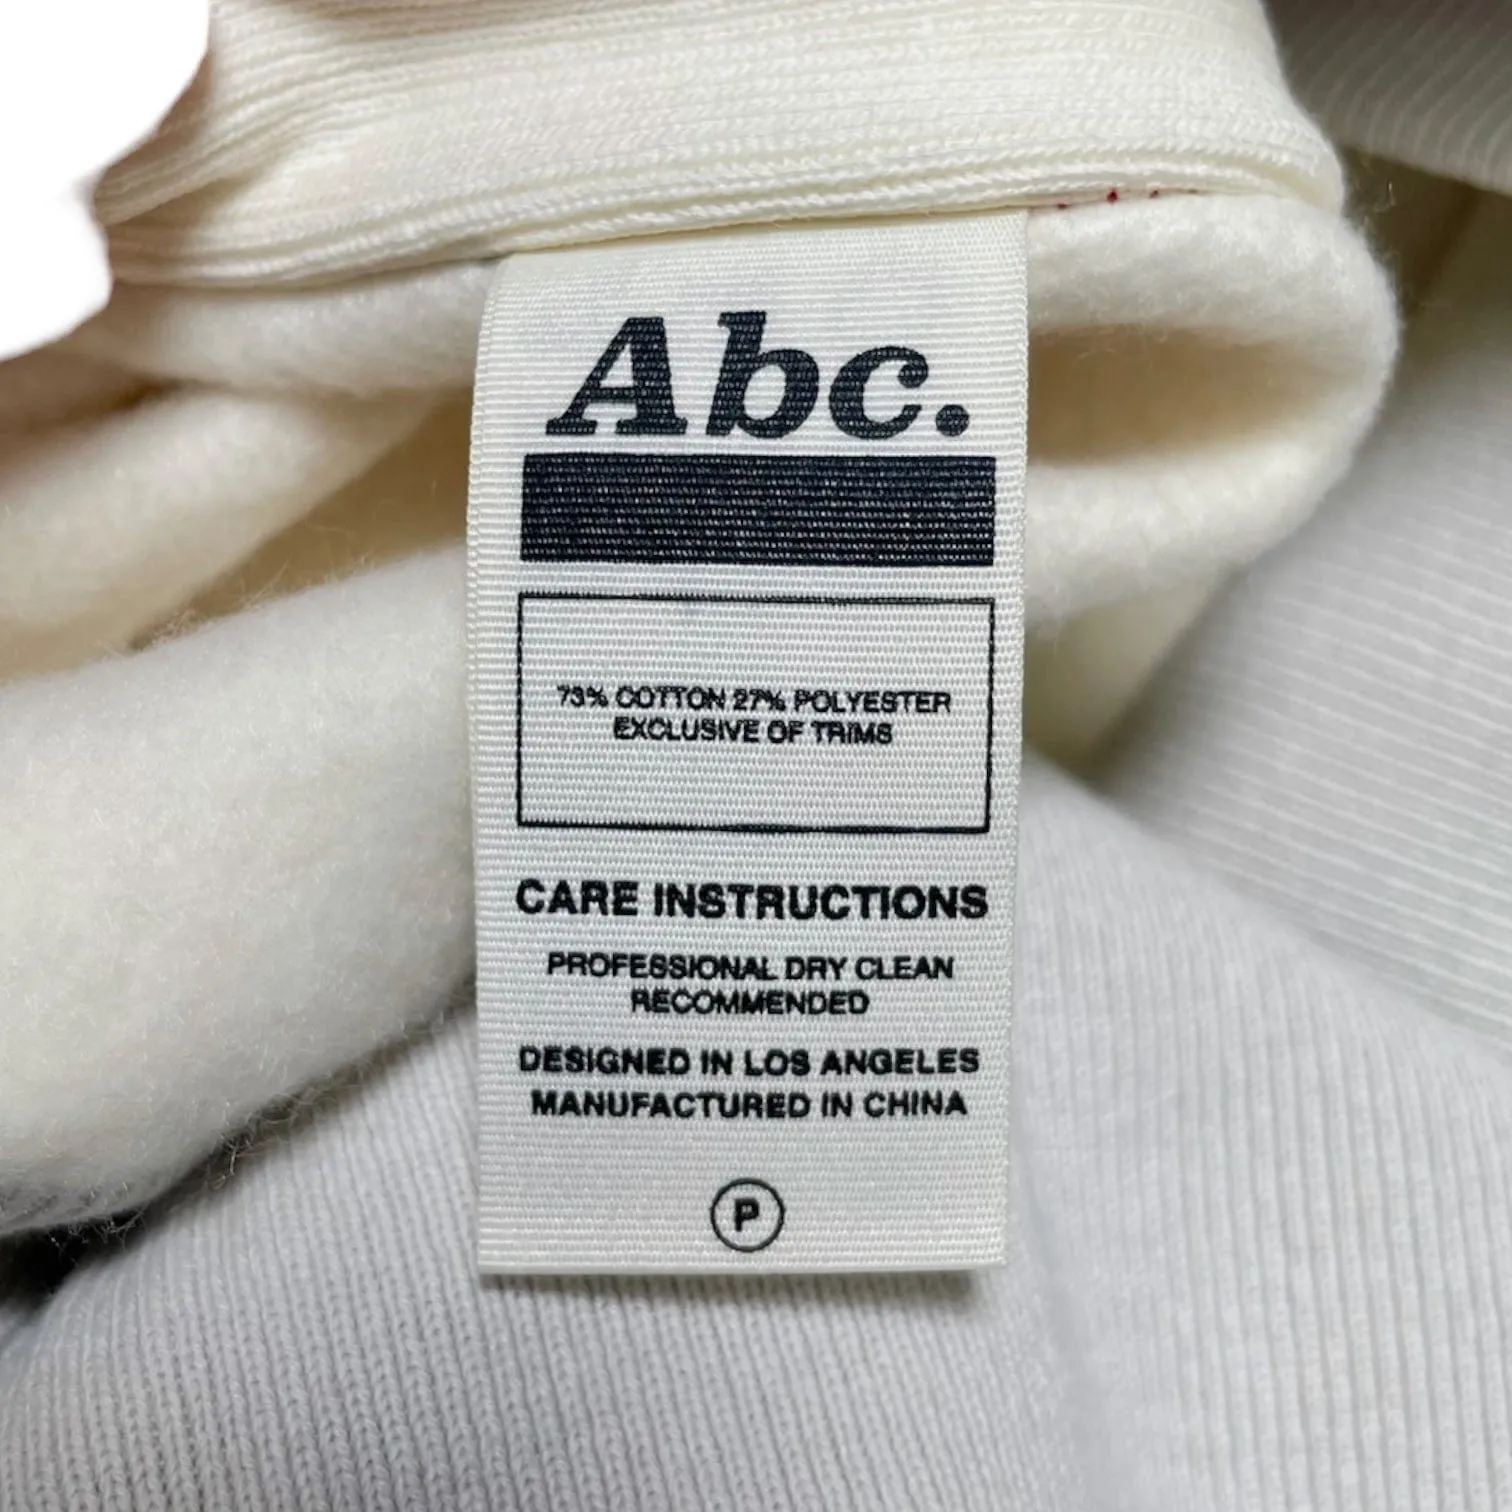 Abc.
73% COTTON 27% POLYESTER
EXCLUSIVE OF TRIMS
CARE INSTRUCTIONS
PROFESSIONAL DRY CLEAN
RECOMMENDED
DESIGNED IN LOS ANGELES
MANUFACTURED IN CHINA
P